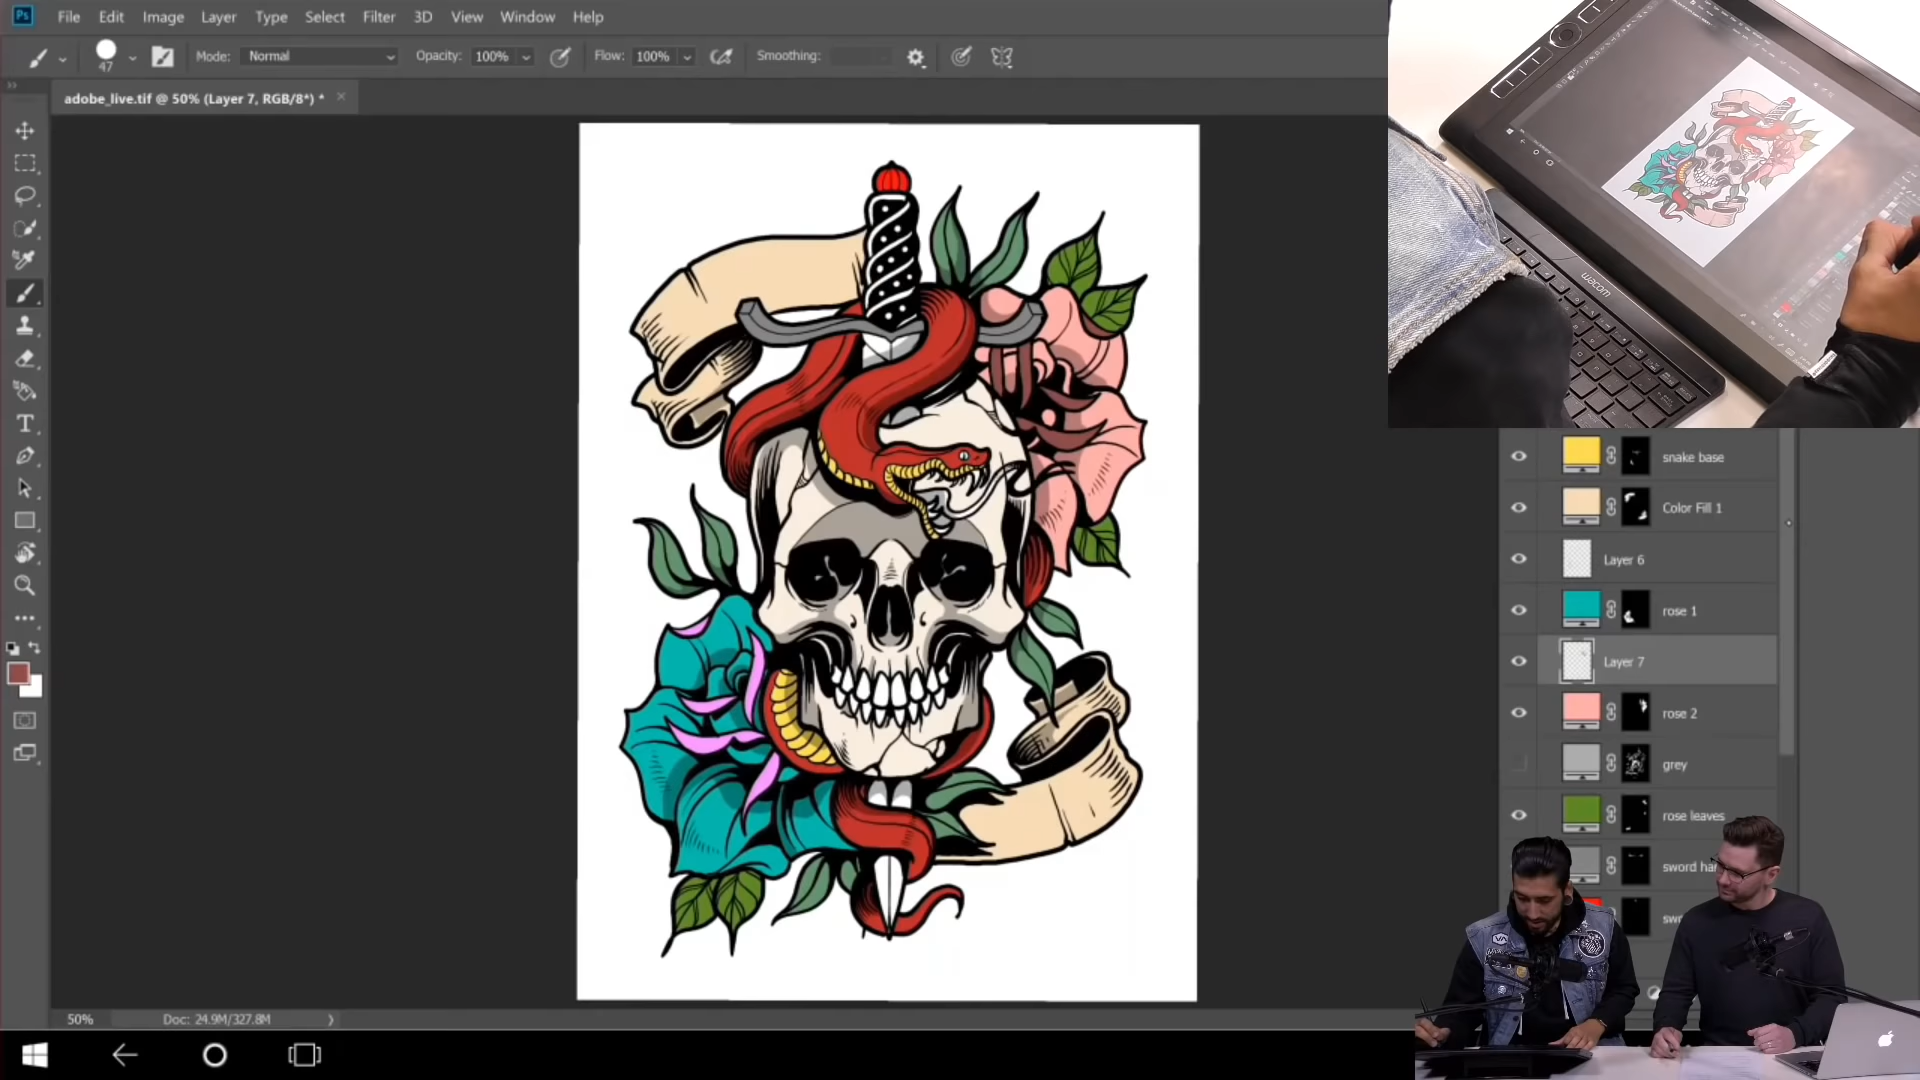 Ps File Edit Image Layer Type Select Filter 3D View Window Help
47 Mode: Normal Opacity: 100% Flow: 100% Smoothing:
adobe_live.tif @ 50% (Layer 7, RGB/8*) * ×
wacom
snake base
Color Fill 1
Layer 6
rose 1
Layer 7
rose 2
grey
rose leaves
sword
50% Doc: 24.9M/327.8M